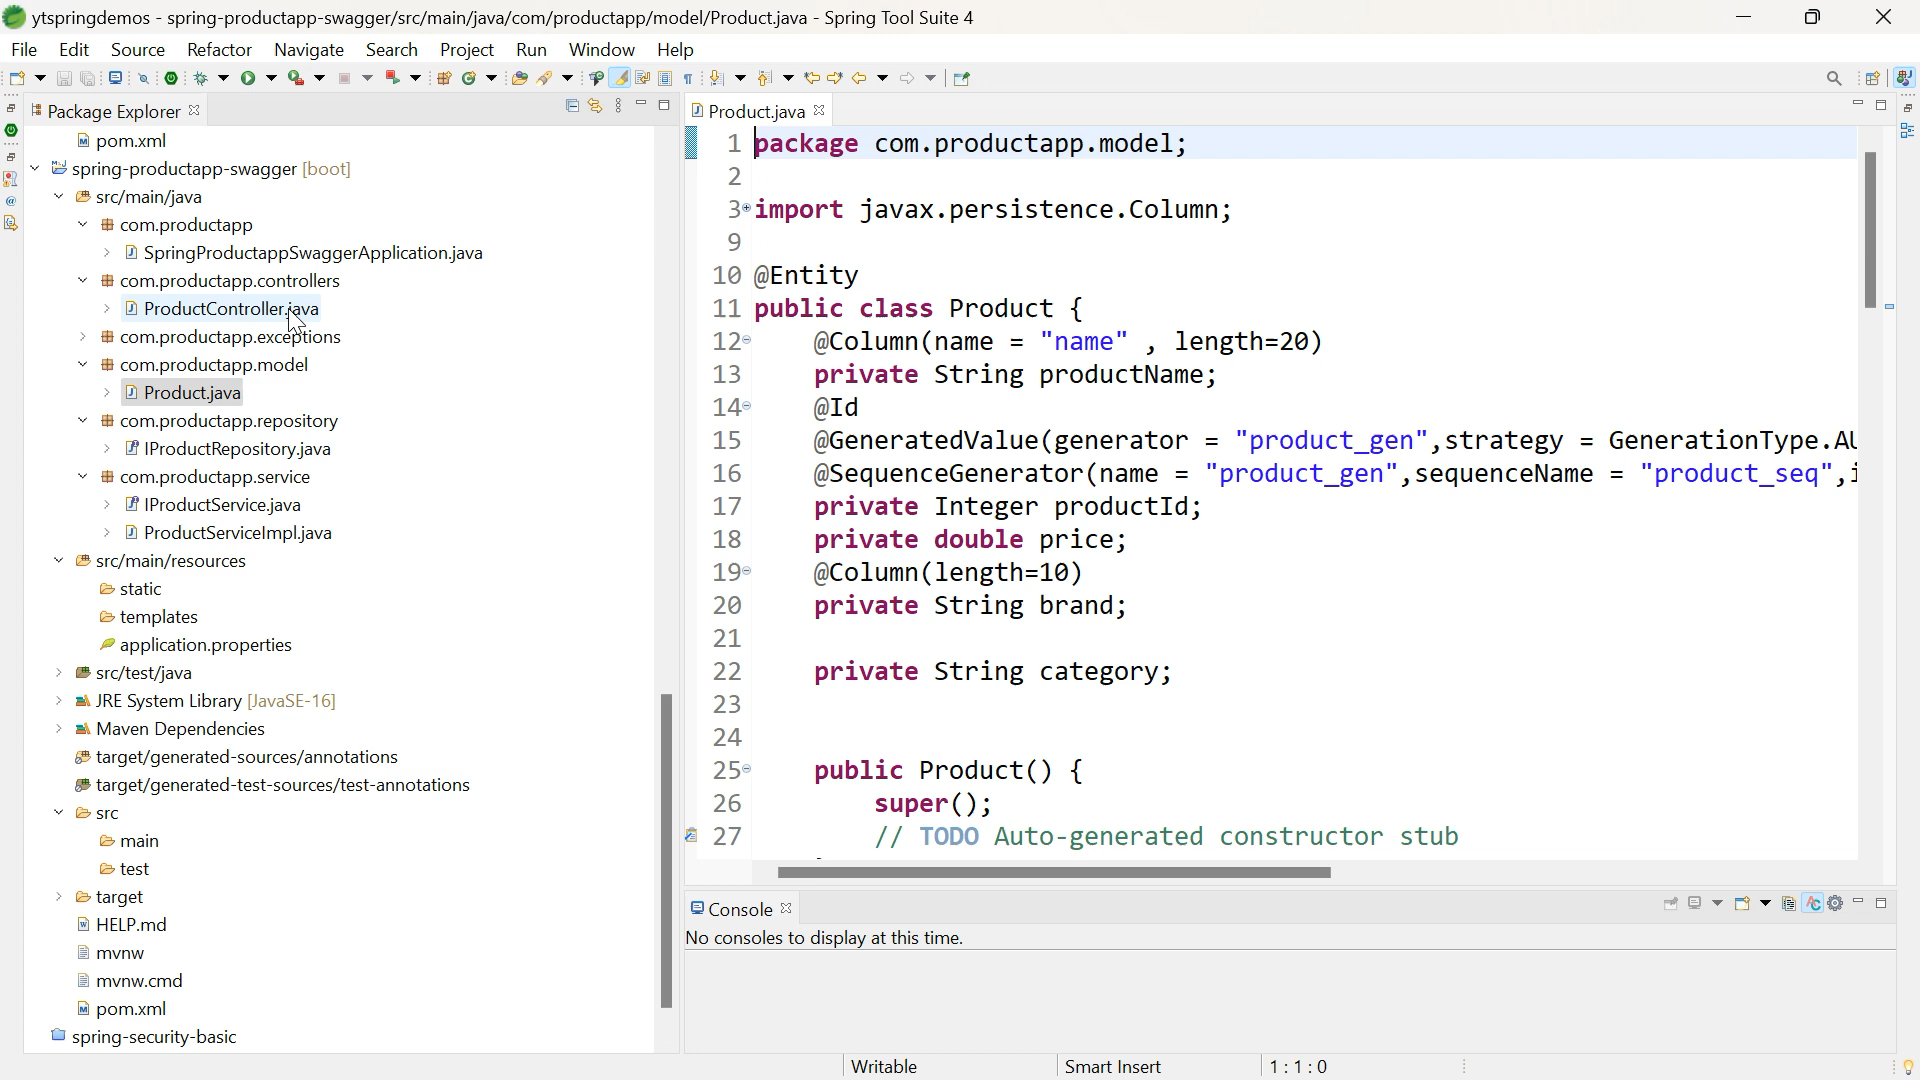 ytspringdemos - spring-productapp-swagger/src/main/java/com/productapp/model/Product.java - Spring Tool Suite 4
File Edit Source Refactor Navigate Search Project Run Window Help
Package Explorer
pom.xml
spring-productapp-swagger [boot]
src/main/java
com.productapp
SpringProductappSwaggerApplication.java
com.productapp.controllers
ProductController.java
com.productapp.exceptions
com.productapp.model
Product.java
com.productapp.repository
IProductRepository.java
com.productapp.service
IProductService.java
ProductServiceImpl.java
src/main/resources
static
templates
application.properties
src/test/java
JRE System Library [JavaSE-16]
Maven Dependencies
target/generated-sources/annotations
target/generated-test-sources/test-annotations
src
main
test
target
HELP.md
mvnw
mvnw.cmd
pom.xml
spring-security-basic
Product.java
1 package com.productapp.model;
2
3 import javax.persistence.Column;
9
10 @Entity
11 public class Product {
12 @Column(name = "name" , length=20)
13 private String productName;
14 @Id
15 @GeneratedValue(generator = "product_gen",strategy = GenerationType.AU
16 @SequenceGenerator(name = "product_gen",sequenceName = "product_seq",i
17 private Integer productId;
18 private double price;
19 @Column(length=10)
20 private String brand;
21
22 private String category;
23
24
25 public Product() {
26 super();
27 // TODO Auto-generated constructor stub
Console
No consoles to display at this time.
Writable Smart Insert 1 : 1 : 0